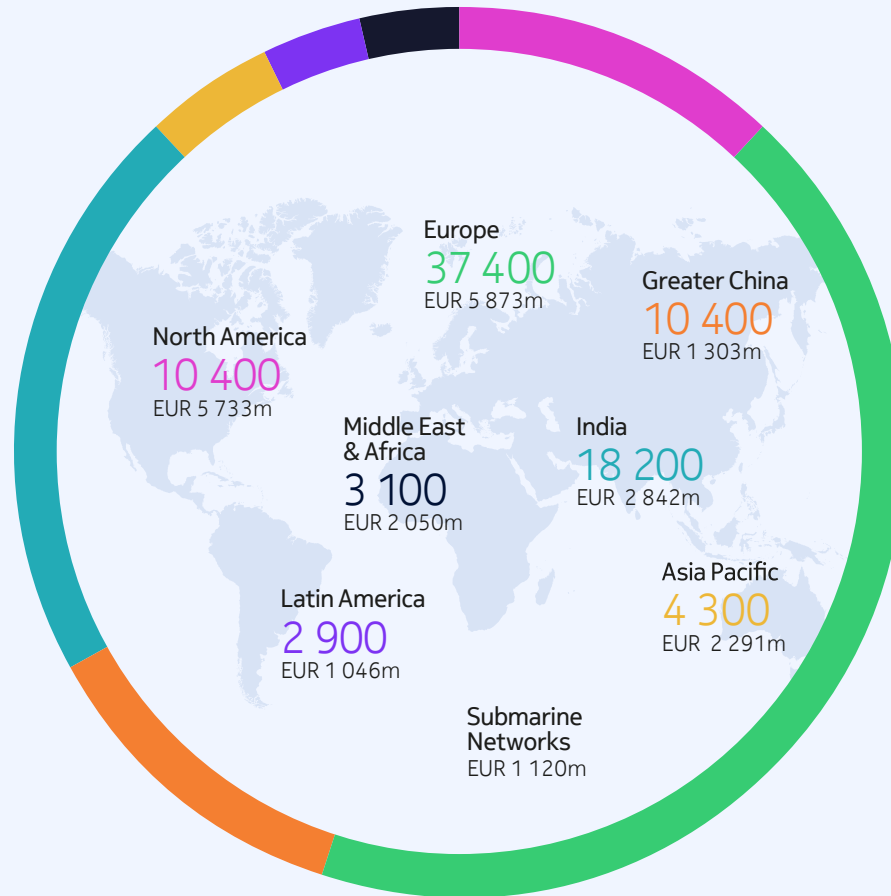 Europe
37 400
EUR 5 873m
Greater China
10 400
EUR 1 303m
North America
10 400
EUR 5 733m
Middle East
& Africa
3 100
EUR 2 050m
India
18 200
EUR 2 842m
Asia Pacific
4 300
EUR 2 291m
Latin America
2 900
EUR 1 046m
Submarine
Networks
EUR 1 120m